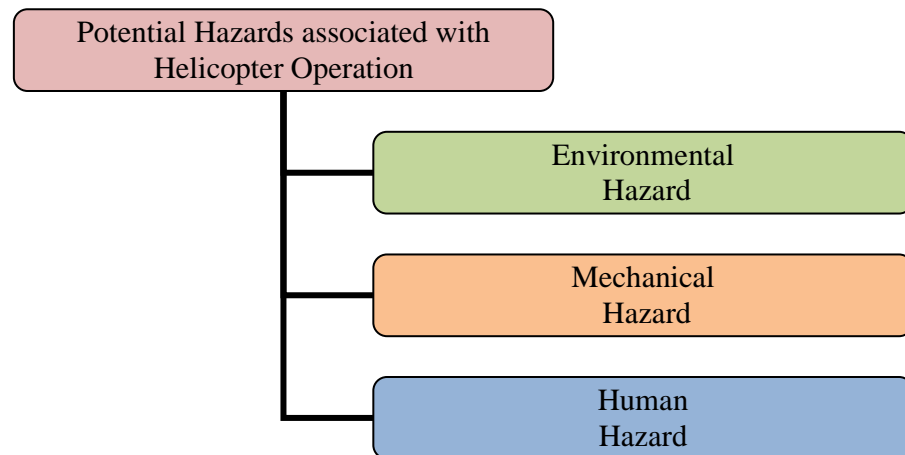 Potential Hazards associated with
Helicopter Operation
Environmental
Hazard
Mechanical
Hazard
Human
Hazard